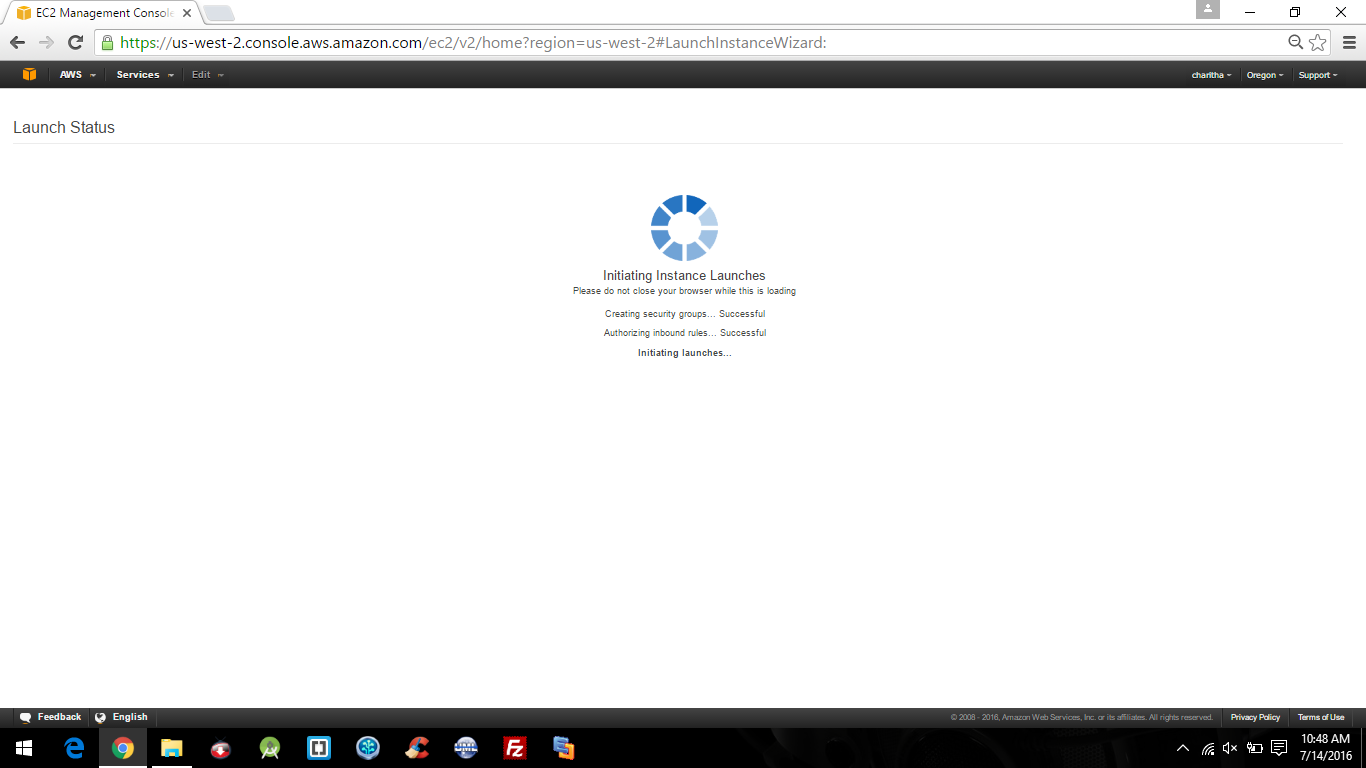 EC2 Management Console
https://us-west-2.console.aws.amazon.com/ec2/v2/home?region=us-west-2#LaunchInstanceWizard:
AWS Services Edit charitha Oregon Support
Launch Status
Initiating Instance Launches
Please do not close your browser while this is loading
Creating security groups... Successful
Authorizing inbound rules... Successful
Initiating launches...
Feedback English © 2008 - 2016, Amazon Web Services, Inc. or its affiliates. All rights reserved. Privacy Policy Terms of Use
10:48 AM
7/14/2016